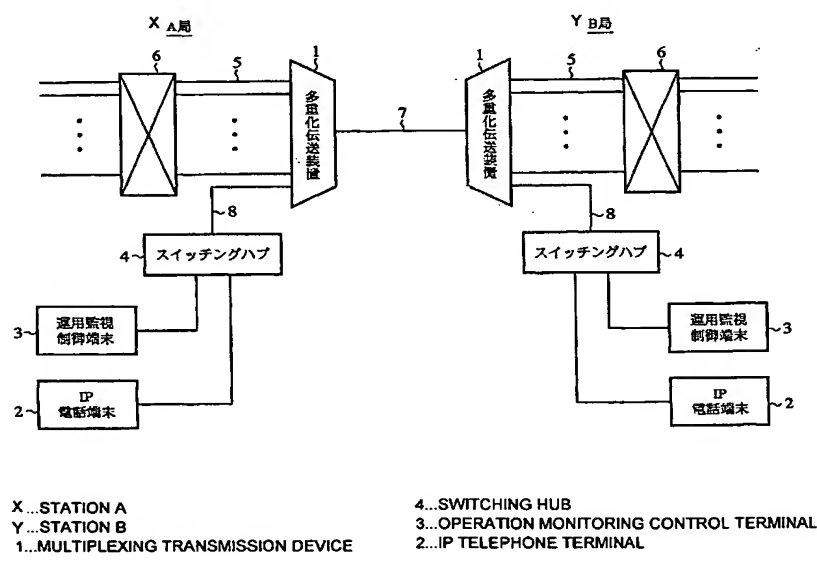 X A局
Y B局
6
5
1
1
5
6
多重化伝送装置
7
多重化伝送装置
8
8
4
スイッチングハブ
スイッチングハブ
4
3
運用監視
制御端末
運用監視
制御端末
3
2
IP
電話端末
IP
電話端末
2
X...STATION A
Y...STATION B
1...MULTIPLEXING TRANSMISSION DEVICE
4...SWITCHING HUB
3...OPERATION MONITORING CONTROL TERMINAL
2...IP TELEPHONE TERMINAL